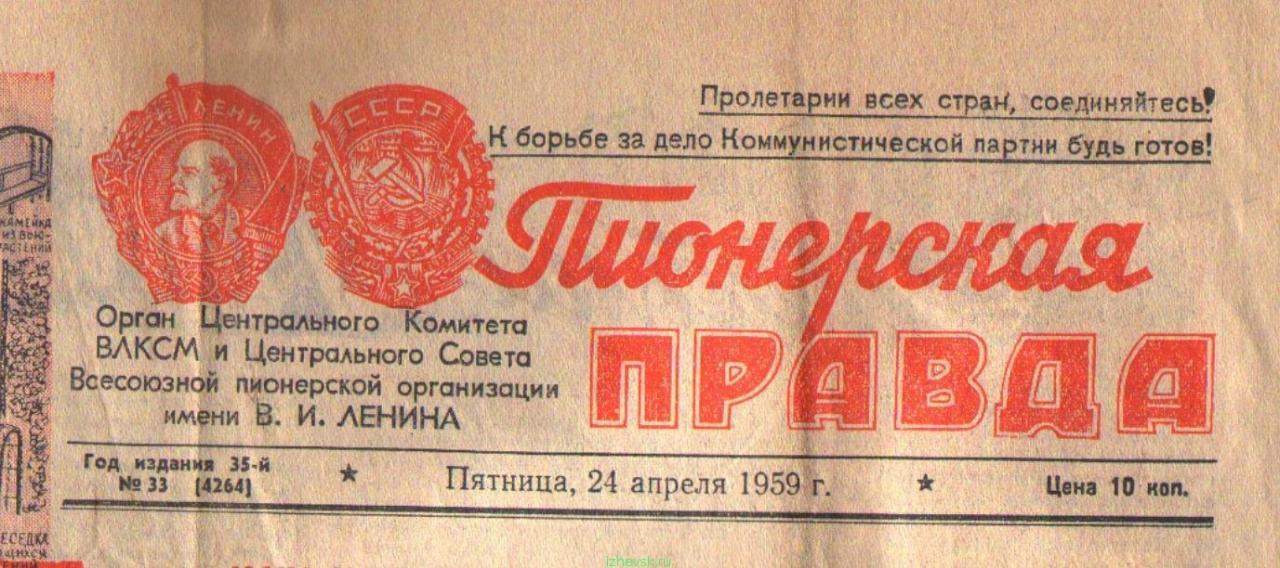 Пролетарии всех стран, соединяйтесь!
К борьбе за дело Коммунистической партии будь готов!
ЛЕНИН
СССР
Пионерская
ПРАВДА
Орган Центрального Комитета
ВЛКСМ и Центрального Совета
Всесоюзной пионерской организации
имени В. И. ЛЕНИНА
Год издания 35-й
№ 33 [4264]
★ Пятница, 24 апреля 1959 г. ★
Цена 10 коп.
izhevsk.ru